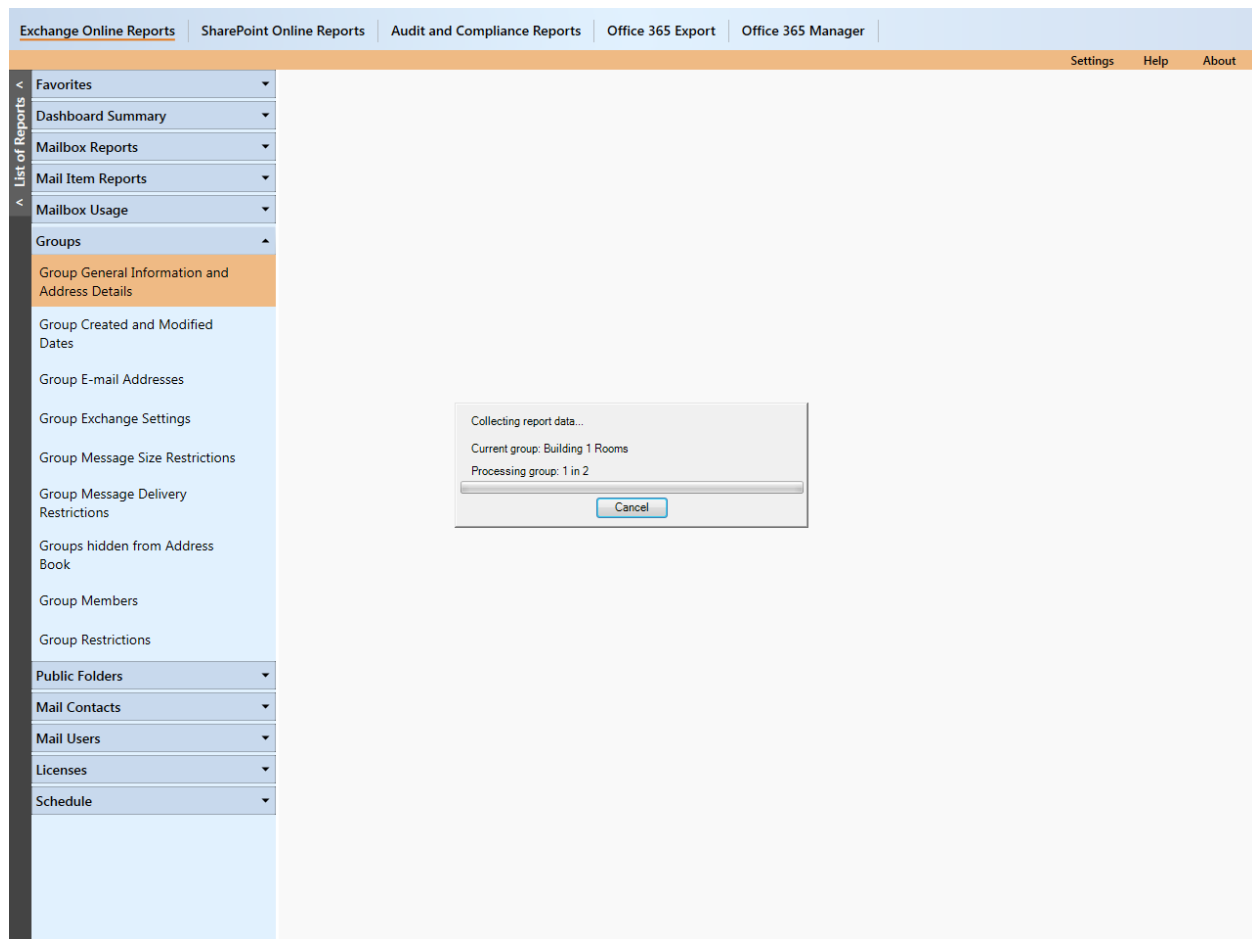 Exchange Online Reports SharePoint Online Reports Audit and Compliance Reports Office 365 Export Office 365 Manager
Settings Help About
< List of Reports <
Favorites
Dashboard Summary
Mailbox Reports
Mail Item Reports
Mailbox Usage
Groups
Group General Information and
Address Details
Group Created and Modified
Dates
Group E-mail Addresses
Group Exchange Settings
Group Message Size Restrictions
Group Message Delivery
Restrictions
Groups hidden from Address
Book
Group Members
Group Restrictions
Public Folders
Mail Contacts
Mail Users
Licenses
Schedule
Collecting report data...
Current group: Building 1 Rooms
Processing group: 1 in 2
Cancel